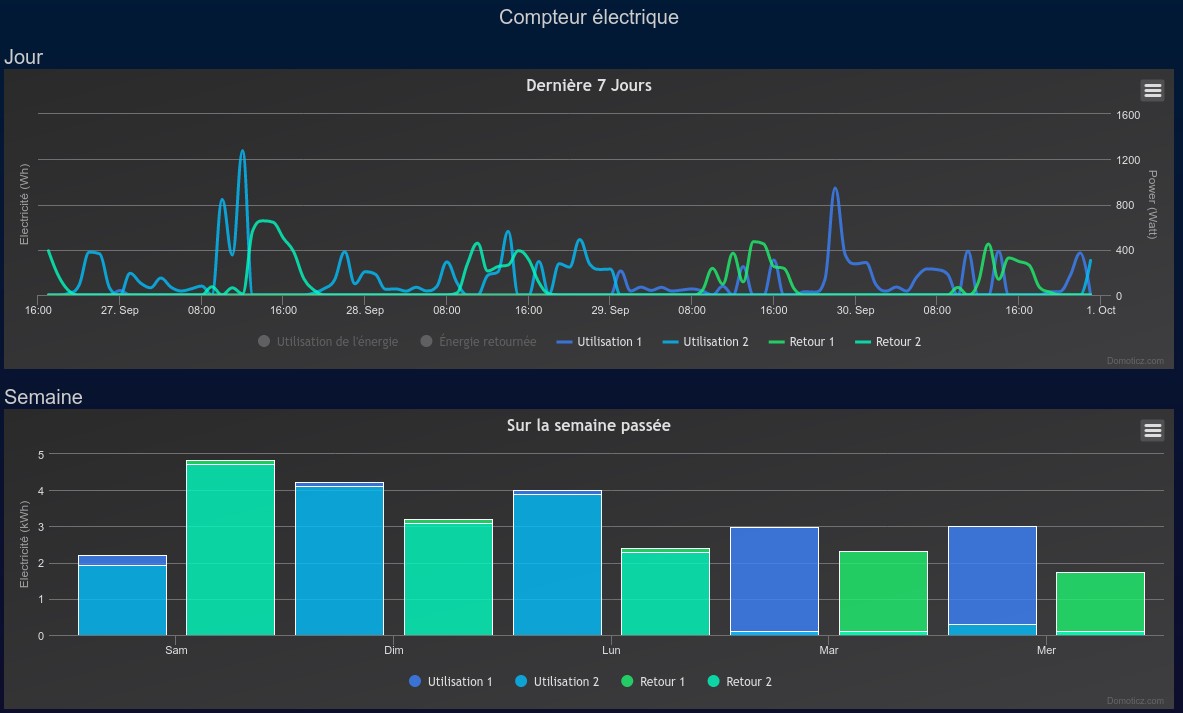 Compteur électrique
Jour
Dernière 7 Jours
Electricité (Wh)
1600
1200
800
400
0
Power (Watt)
16:00 27. Sep 08:00 16:00 28. Sep 08:00 16:00 29. Sep 08:00 16:00 30. Sep 08:00 16:00 1. Oct
Utilisation de l'énergie Énergie retournée Utilisation 1 Utilisation 2 Retour 1 Retour 2
Domoticz.com
Semaine
Sur la semaine passée
Electricité (kWh)
5
4
3
2
1
0
Sam Dim Lun Mar Mer
Utilisation 1 Utilisation 2 Retour 1 Retour 2
Domoticz.com